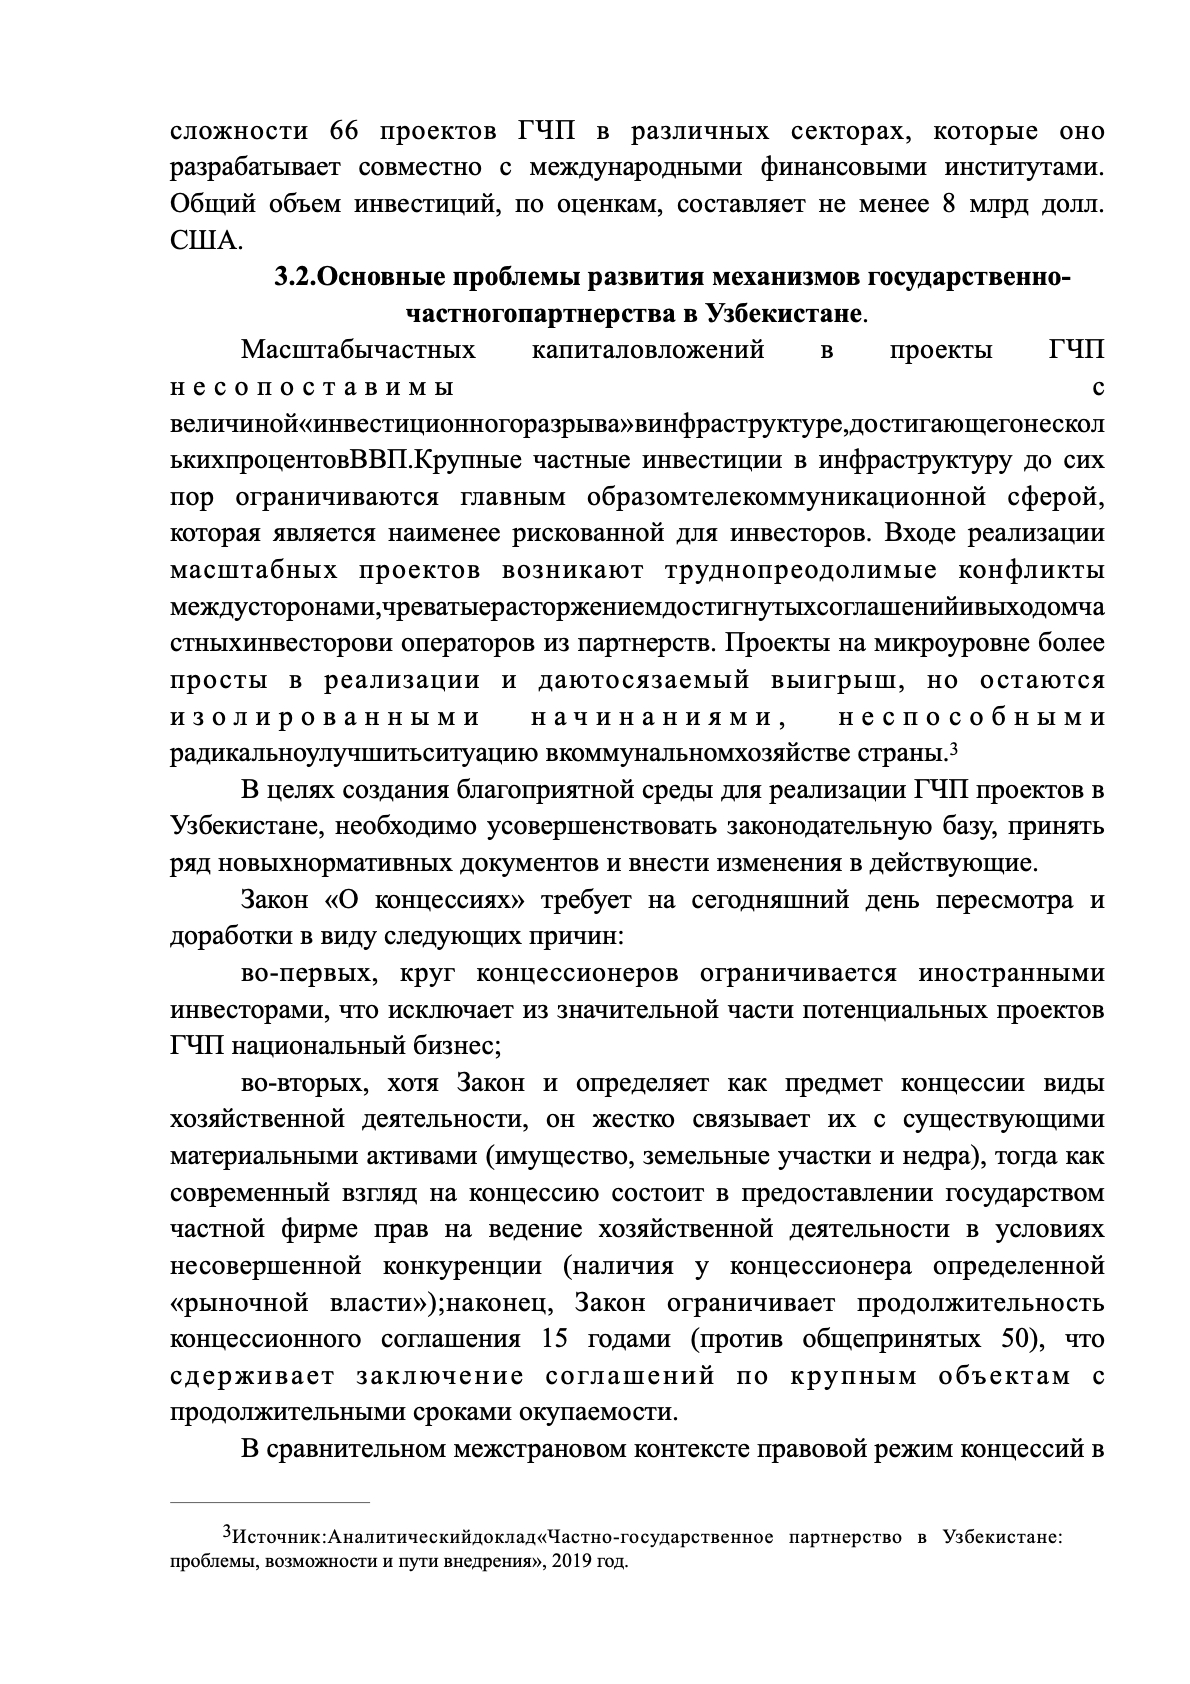 сложности 66 проектов ГЧП в различных секторах, которые оно
разрабатывает совместно с международными финансовыми институтами.
Общий объем инвестиций, по оценкам, составляет не менее 8 млрд долл.
США.
3.2.Основные проблемы развития механизмов государственно-
частногопартнерства в Узбекистане.
Масштабычастных капиталовложений в проекты ГЧП
несопоставимы с
величиной«инвестиционногоразрыва»винфраструктуре,достигающегонескол
ькихпроцентовВВП.Крупные частные инвестиции в инфраструктуру до сих
пор ограничиваются главным образомтелекоммуникационной сферой,
которая является наименее рискованной для инвесторов. Входе реализации
масштабных проектов возникают труднопреодолимые конфликты
междусторонами,чреватыерасторжениемдостигнутыхсоглашенийивыходомча
стныхинвесторови операторов из партнерств. Проекты на микроуровне более
просты в реализации и даютосязаемый выигрыш, но остаются
изолированными начинаниями, неспособными
радикальноулучшитьситуацию вкоммунальномхозяйстве страны.3
В целях создания благоприятной среды для реализации ГЧП проектов в
Узбекистане, необходимо усовершенствовать законодательную базу, принять
ряд новыхнормативных документов и внести изменения в действующие.
Закон «О концессиях» требует на сегодняшний день пересмотра и
доработки в виду следующих причин:
во-первых, круг концессионеров ограничивается иностранными
инвесторами, что исключает из значительной части потенциальных проектов
ГЧП национальный бизнес;
во-вторых, хотя Закон и определяет как предмет концессии виды
хозяйственной деятельности, он жестко связывает их с существующими
материальными активами (имущество, земельные участки и недра), тогда как
современный взгляд на концессию состоит в предоставлении государством
частной фирме прав на ведение хозяйственной деятельности в условиях
несовершенной конкуренции (наличия у концессионера определенной
«рыночной власти»);наконец, Закон ограничивает продолжительность
концессионного соглашения 15 годами (против общепринятых 50), что
сдерживает заключение соглашений по крупным объектам с
продолжительными сроками окупаемости.
В сравнительном межстрановом контексте правовой режим концессий в
3Источник:Аналитическийдоклад«Частно-государственное партнерство в Узбекистане:
проблемы, возможности и пути внедрения», 2019 год.